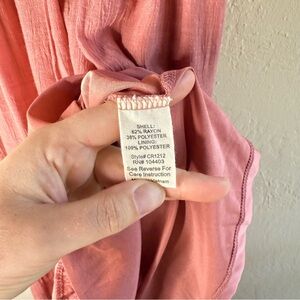 SHELL:
62% RAYON
38% POLYESTER
LINING:
100% POLYESTER
Style# CR1212
RN# 104403
See Reverse For
Care Instruction